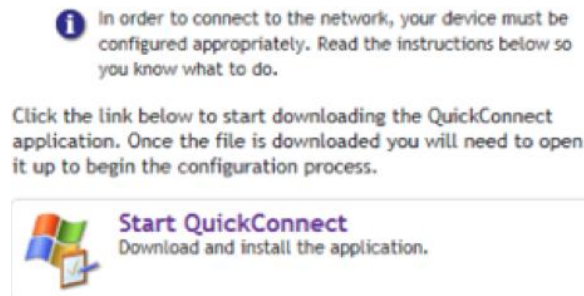 In order to connect to the network, your device must be
configured appropriately. Read the instructions below so
you know what to do.
Click the link below to start downloading the QuickConnect
application. Once the file is downloaded you will need to open
it up to begin the configuration process.
Start QuickConnect
Download and install the application.